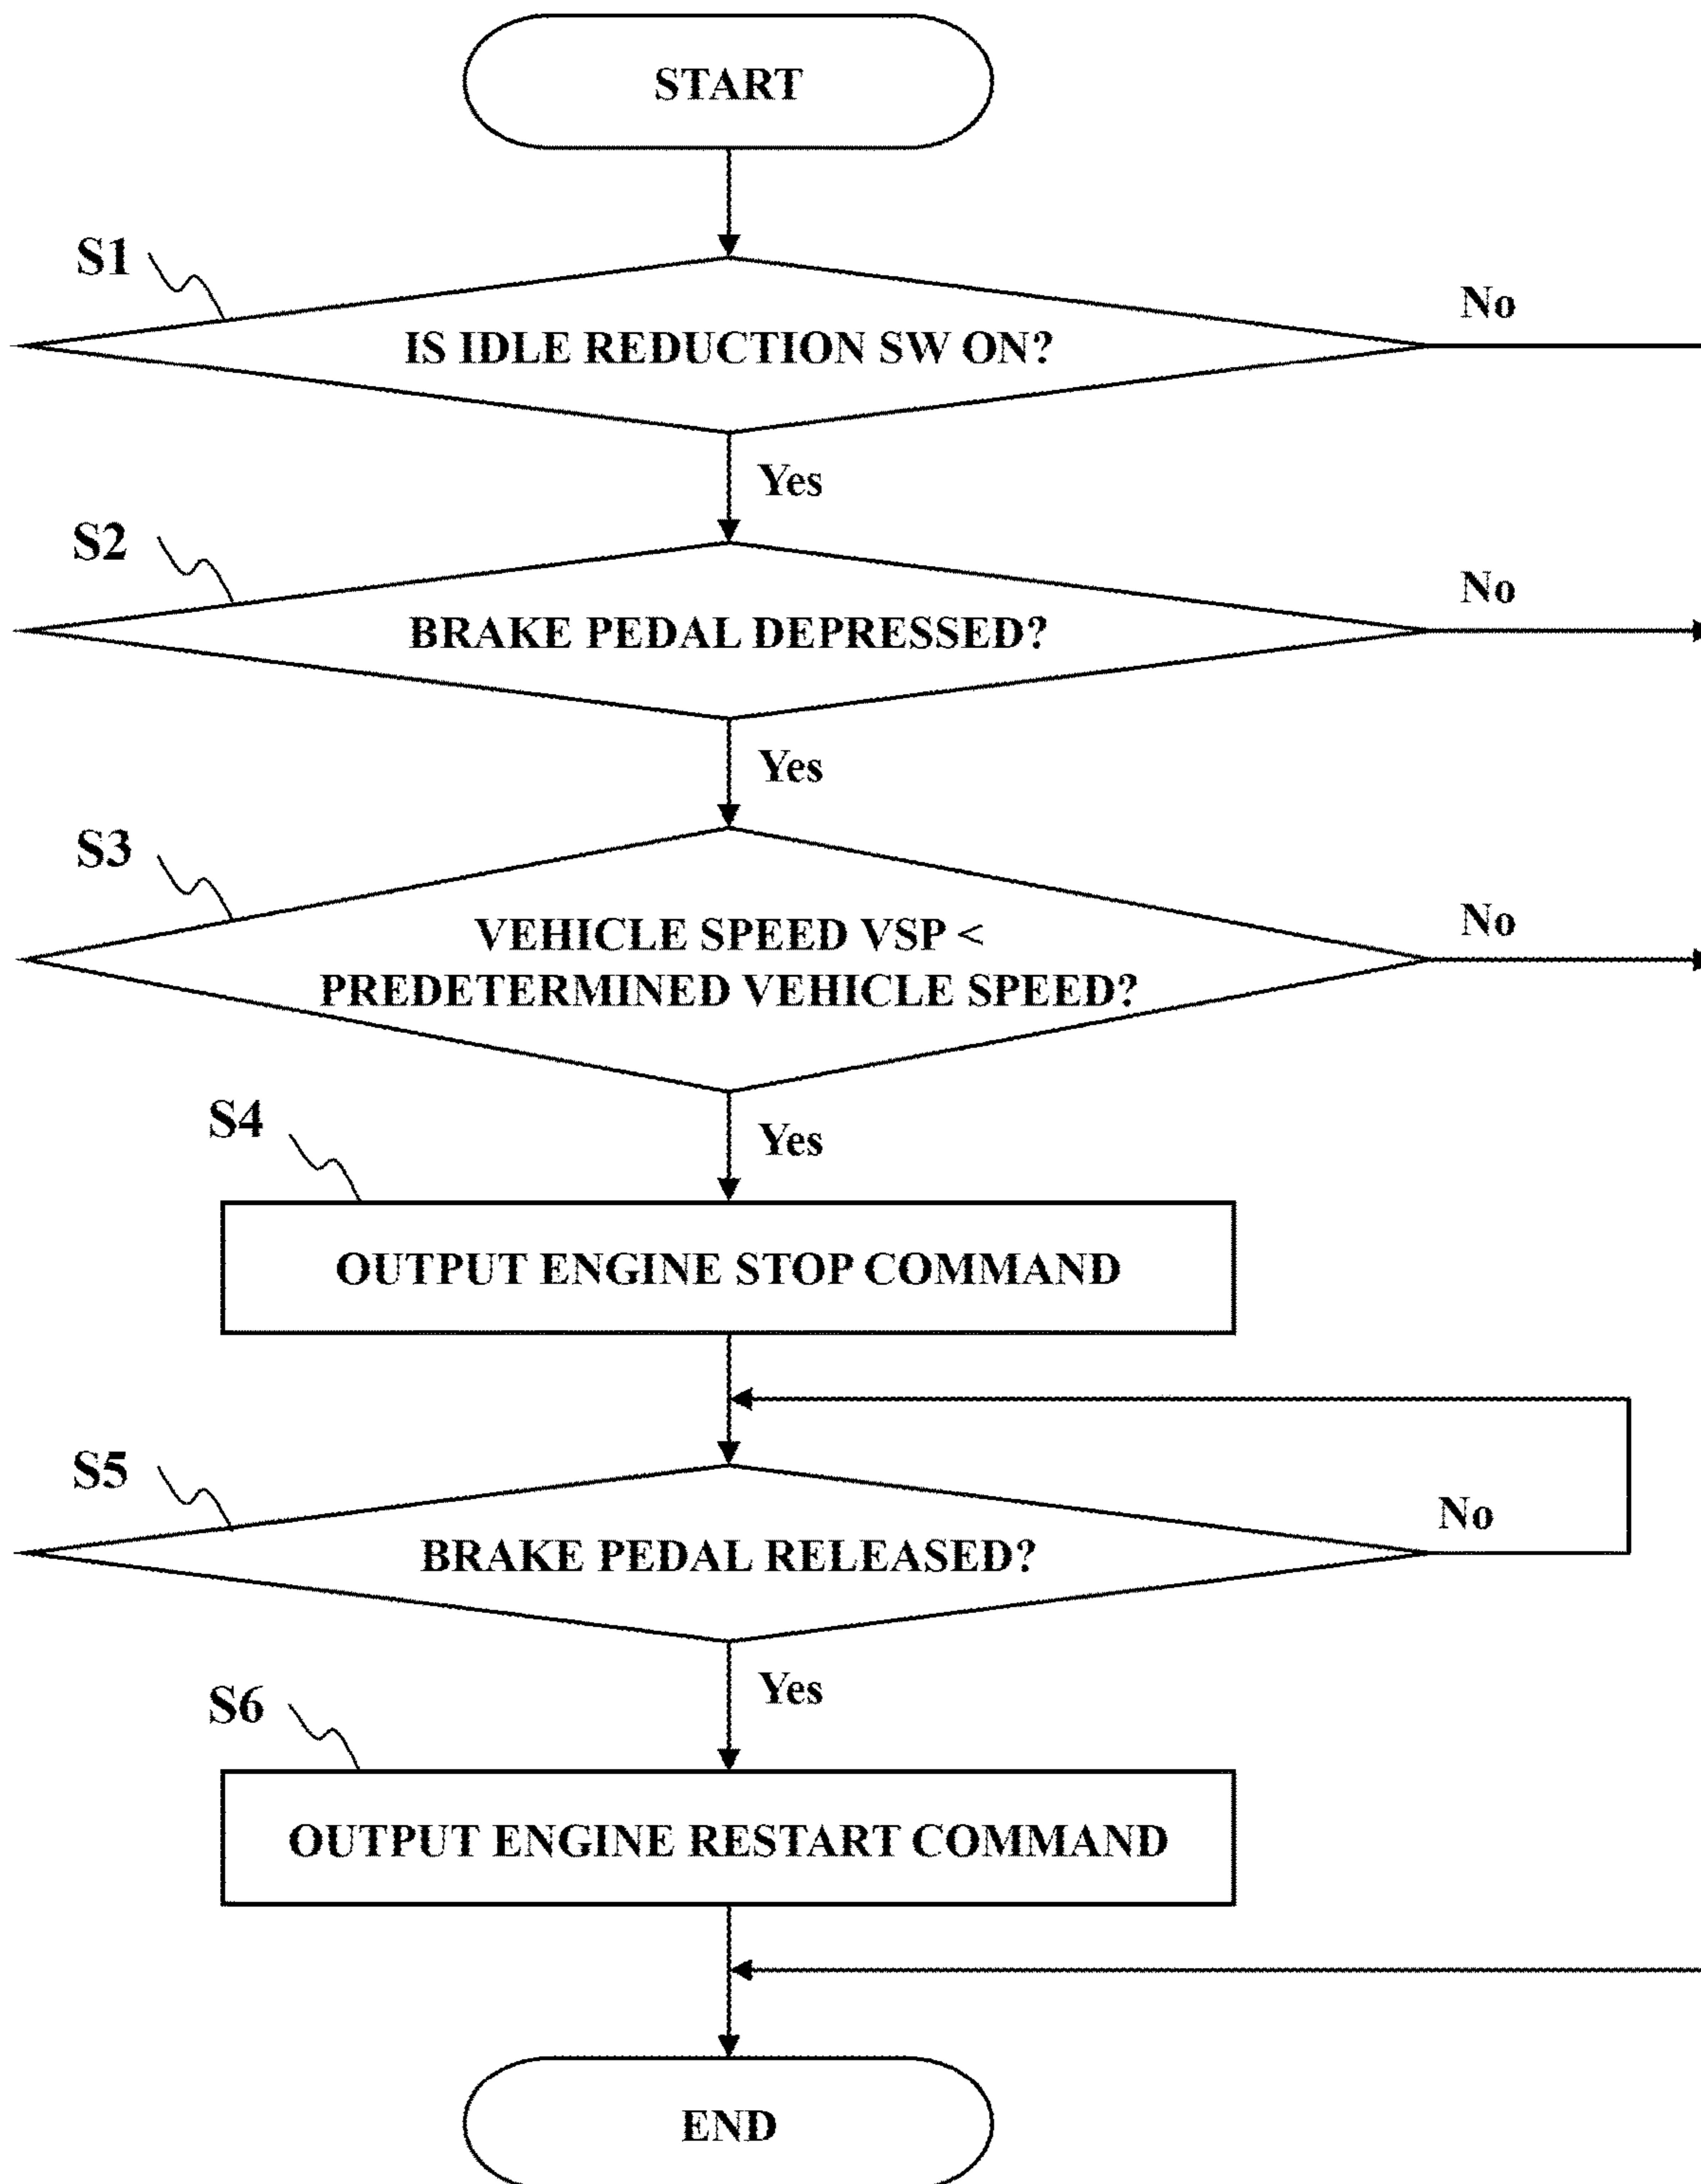 START
S1
IS IDLE REDUCTION SW ON?
No
Yes
S2
BRAKE PEDAL DEPRESSED?
No
Yes
S3
VEHICLE SPEED VSP <
PREDETERMINED VEHICLE SPEED?
No
Yes
S4
OUTPUT ENGINE STOP COMMAND
S5
BRAKE PEDAL RELEASED?
No
Yes
S6
OUTPUT ENGINE RESTART COMMAND
END